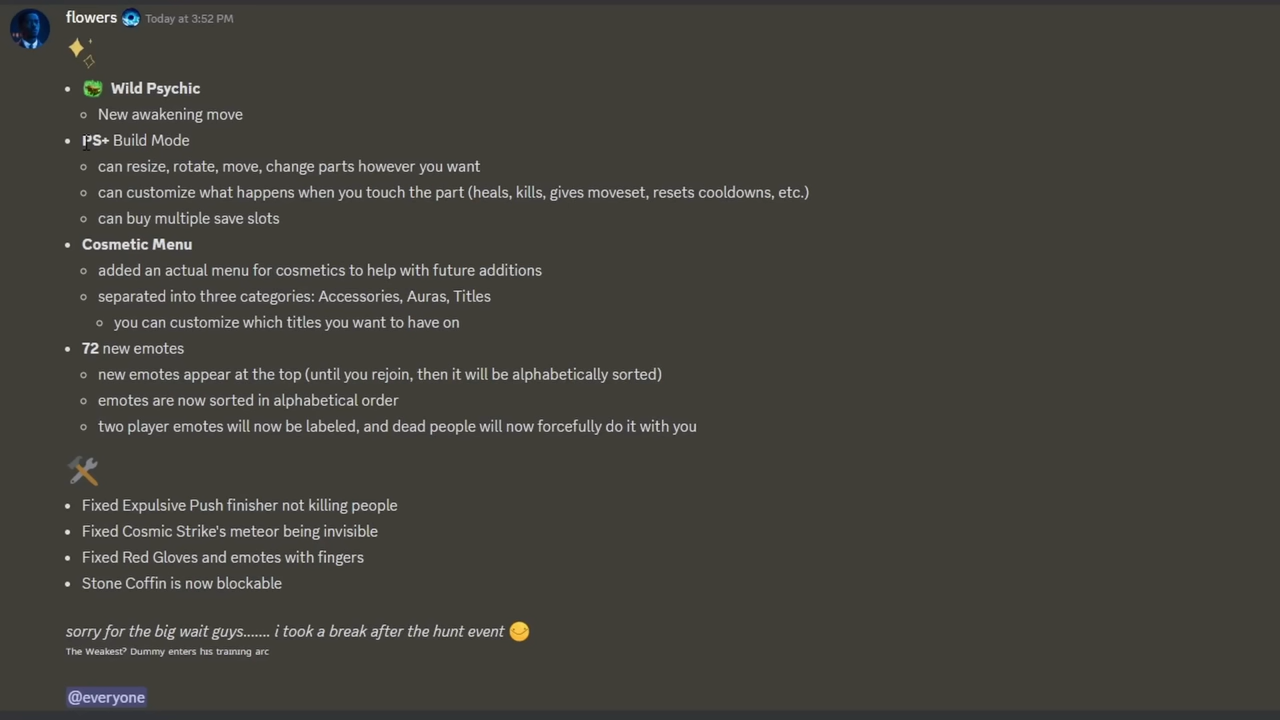 flowers Today at 3:52 PM
Wild Psychic
New awakening move
PS+ Build Mode
can resize, rotate, move, change parts however you want
can customize what happens when you touch the part (heals, kills, gives moveset, resets cooldowns, etc.)
can buy multiple save slots
Cosmetic Menu
added an actual menu for cosmetics to help with future additions
separated into three categories: Accessories, Auras, Titles
you can customize which titles you want to have on
72 new emotes
new emotes appear at the top (until you rejoin, then it will be alphabetically sorted)
emotes are now sorted in alphabetical order
two player emotes will now be labeled, and dead people will now forcefully do it with you
Fixed Expulsive Push finisher not killing people
Fixed Cosmic Strike's meteor being invisible
Fixed Red Gloves and emotes with fingers
Stone Coffin is now blockable
sorry for the big wait guys....... i took a break after the hunt event
The Weakest? Dummy enters his training arc
@everyone